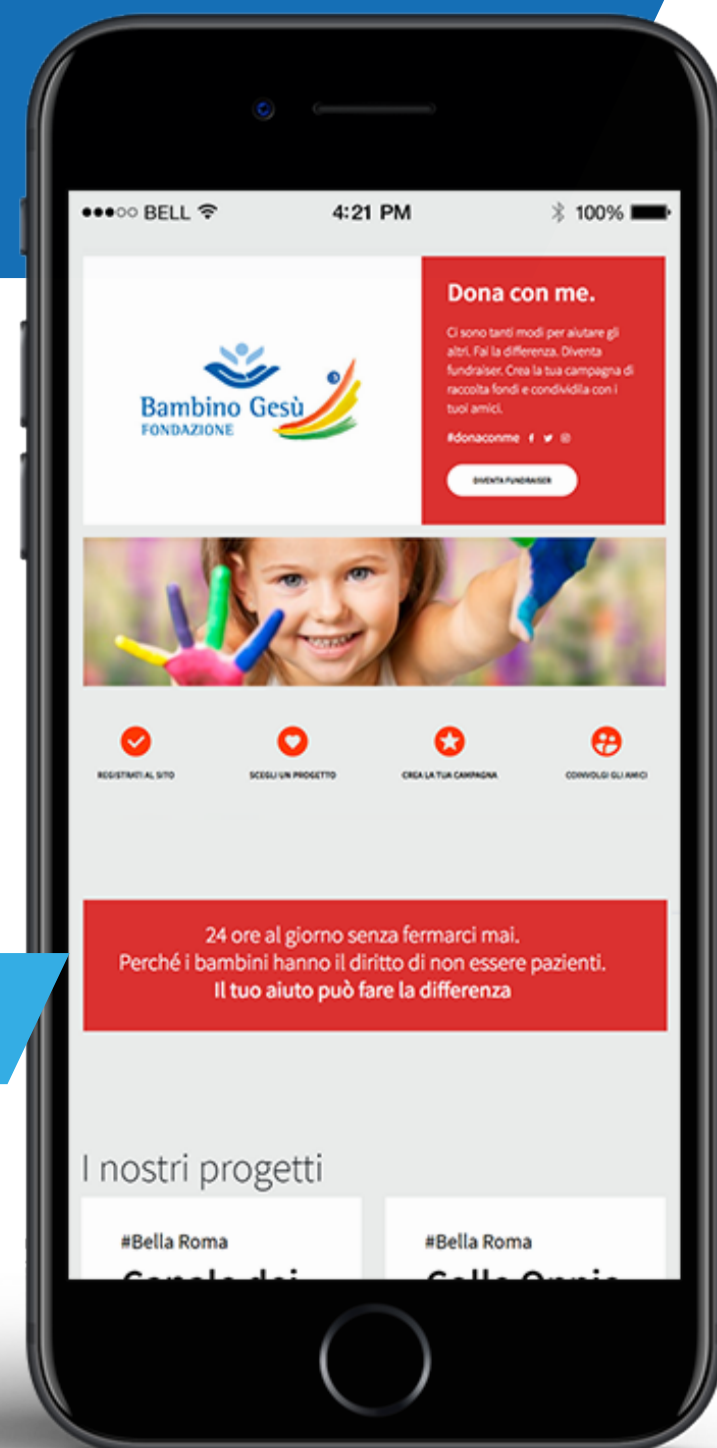 BELL
4:21 PM
100%
Bambino Gesù
FONDAZIONE
Dona con me.
Ci sono tanti modi per aiutare gli
altri. Fai la differenza. Diventa
fundraiser. Crea la tua campagna di
raccolta fondi e condividila con i
tuoi amici.
#donaconme
DIVENTA FUNDRAISER
REGISTRATI AL SITO
SCEGLI UN PROGETTO
CREA LA TUA CAMPAGNA
COINVOLGI GLI AMICI
24 ore al giorno senza fermarci mai.
Perché i bambini hanno il diritto di non essere pazienti.
Il tuo aiuto può fare la differenza
I nostri progetti
#Bella Roma
#Bella Roma